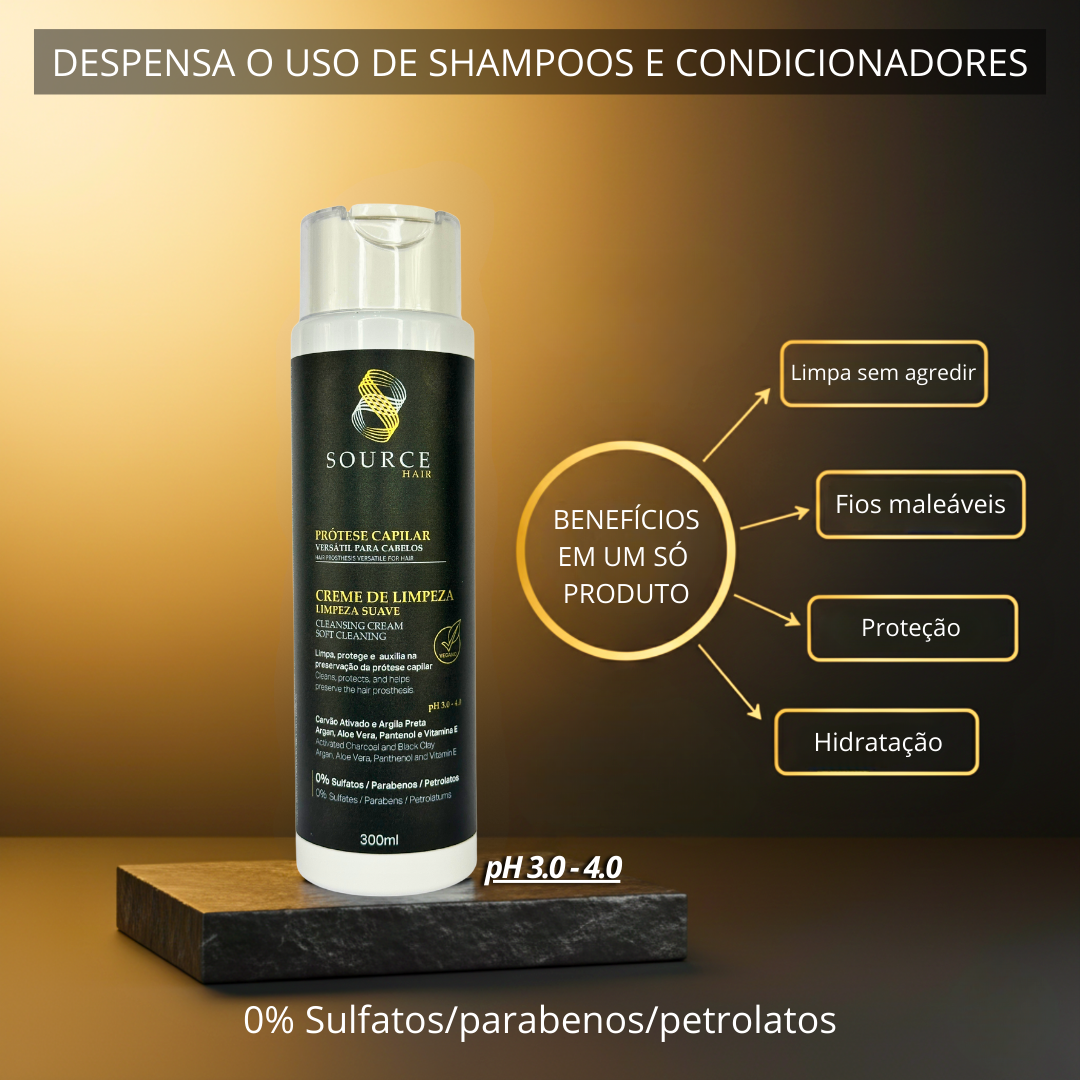 DESPENSA O USO DE SHAMPOOS E CONDICIONADORES
SOURCE
HAIR
PRÓTESE CAPILAR
VERSÁTIL PARA CABELOS
HAIR PROSTHESIS VERSATILE FOR HAIR
CREME DE LIMPEZA
LIMPEZA SUAVE
CLEANSING CREAM
SOFT CLEANING
VEGANO
Limpa, protege e auxilia na
preservação da prótese capilar
Cleans, protects, and helps
preserve the hair prosthesis.
pH 3.0 - 4.0
Carvão Ativado e Argila Preta
Argan, Aloe Vera, Pantenol e Vitamina E
Activated Charcoal and Black Clay
Argan, Aloe Vera, Panthenol and Vitamin E
0% Sulfatos / Parabenos / Petrolatos
0% Sulfates / Parabens / Petrolatums
300ml
pH 3.0 - 4.0
BENEFÍCIOS
EM UM SÓ
PRODUTO
Limpa sem agredir
Fios maleáveis
Proteção
Hidratação
0% Sulfatos/parabenos/petrolatos